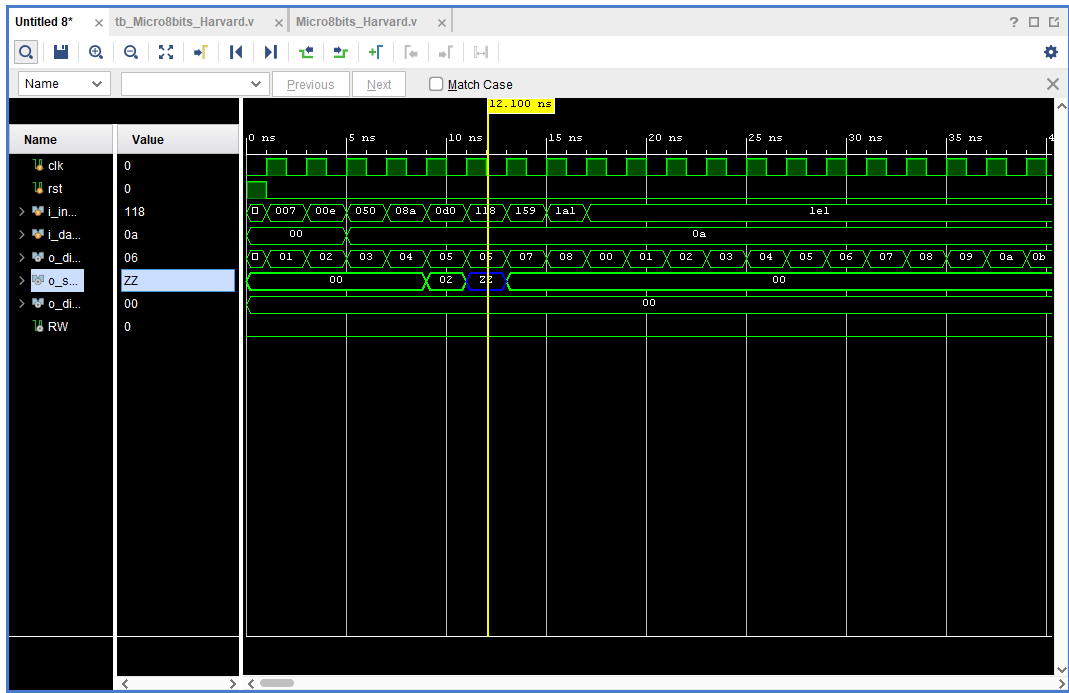 Untitled 8* × tb_Micro8bits_Harvard.v × Micro8bits_Harvard.v ×
Name Previous Next Match Case
12.100 ns
Name Value
0 ns 5 ns 10 ns 15 ns 20 ns 25 ns 30 ns 35 ns 4
clk 0
rst 0
i_in... 118 007 00e 050 08a 0d0 118 159 1a1 1e1
i_da... 0a 00 0a
o_di... 06 01 02 03 04 05 06 07 08 00 01 02 03 04 05 06 07 08 09 0a 0b
o_s... ZZ 00 02 ZZ 00
o_di... 00 00
RW 0